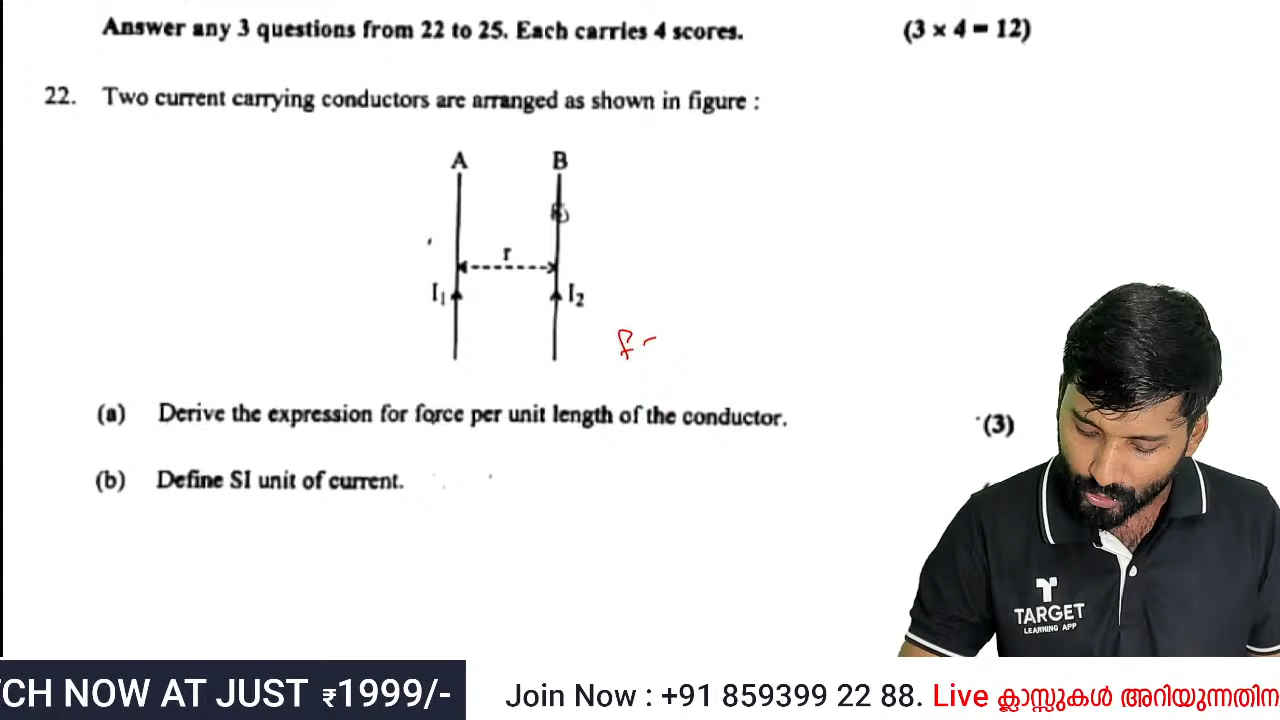 Answer any 3 questions from 22 to 25. Each carries 4 scores. (3 × 4 = 12)
22. Two current carrying conductors are arranged as shown in figure :
A B
r
I₁ I₂
(a) Derive the expression for force per unit length of the conductor. (3)
(b) Define SI unit of current.
TARGET
LEARNING APP
TCH NOW AT JUST ₹1999/- Join Now : +91 859399 22 88. Live ക്ലാസ്സുകൾ അറിയുന്നതിന